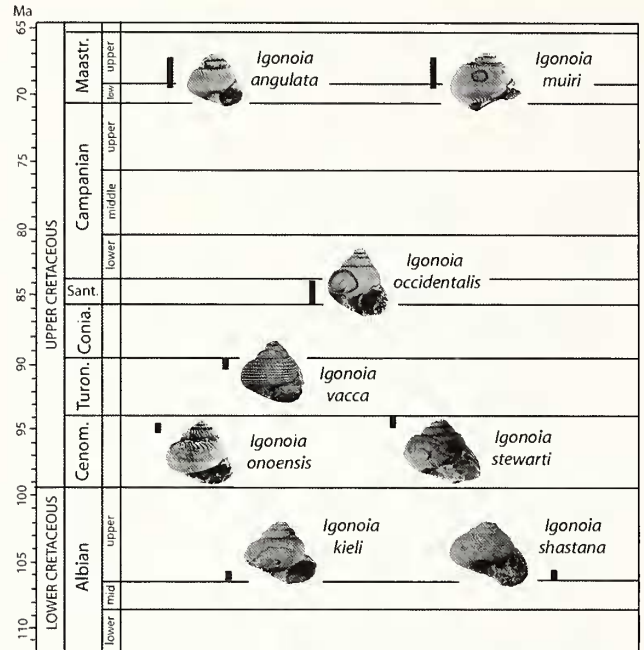 Ma
65
70
75
80
85
90
95
100
105
110
UPPER CRETACEOUS
LOWER CRETACEOUS
Maastr.
Campanian
Sant.
Conia.
Turon.
Cenom.
Albian
upper
low
upper
middle
lower
upper
mid
lower
Igonoia
angulata
Igonoia
muiri
Igonoia
occidentalis
Igonoia
vacca
Igonoia
onoensis
Igonoia
stewarti
Igonoia
kieli
Igonoia
shastana